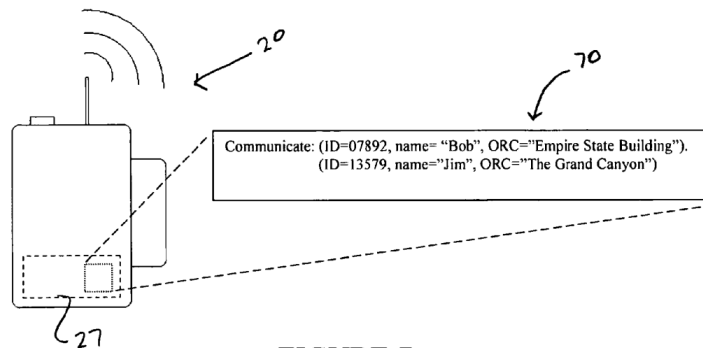 20
70
Communicate: (ID=07892, name= “Bob”, ORC=”Empire State Building”).
(ID=13579, name=”Jim”, ORC=”The Grand Canyon”)
27